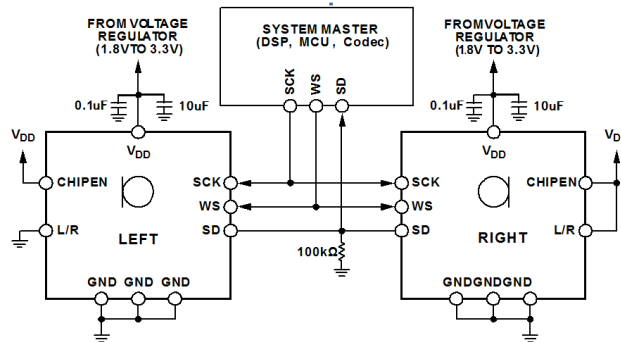 FROM VOLTAGE
REGULATOR
(1.8V TO 3.3V)
SYSTEM MASTER
(DSP, MCU, Codec)
SCK
WS
SD
FROMVOLTAGE
REGULATOR
(1.8V TO 3.3V)
0.1uF
10uF
0.1uF
10uF
VDD
VDD
CHIPEN
L/R
LEFT
SCK
WS
SD
GND
GND
GND
100kΩ
VDD
VD
SCK
WS
SD
CHIPEN
L/R
RIGHT
GNDGNDGND